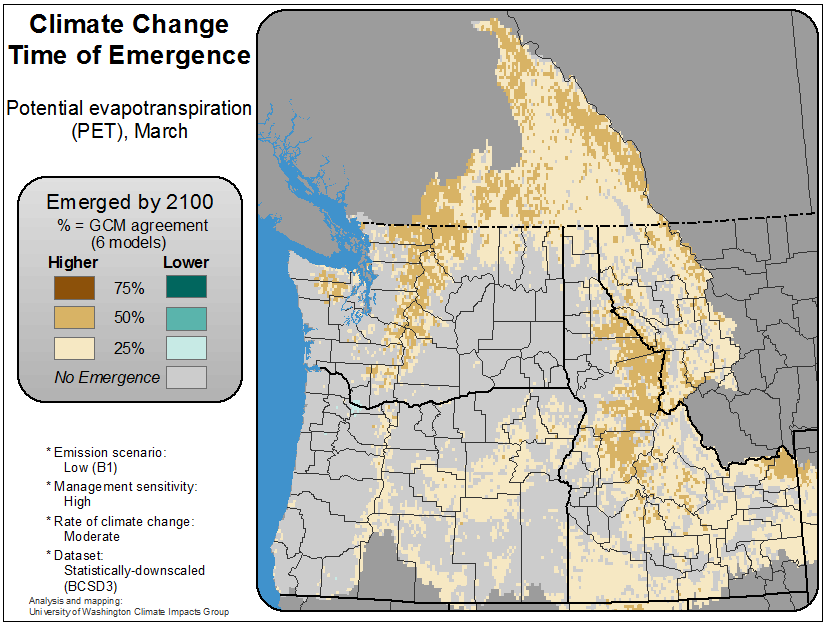 Climate Change
Time of Emergence
Potential evapotranspiration
(PET), March
Emerged by 2100
% = GCM agreement
(6 models)
Higher Lower
75%
50%
25%
No Emergence
* Emission scenario:
Low (B1)
* Management sensitivity:
High
* Rate of climate change:
Moderate
* Dataset:
Statistically-downscaled
(BCSD3)
Analysis and mapping:
University of Washington Climate Impacts Group